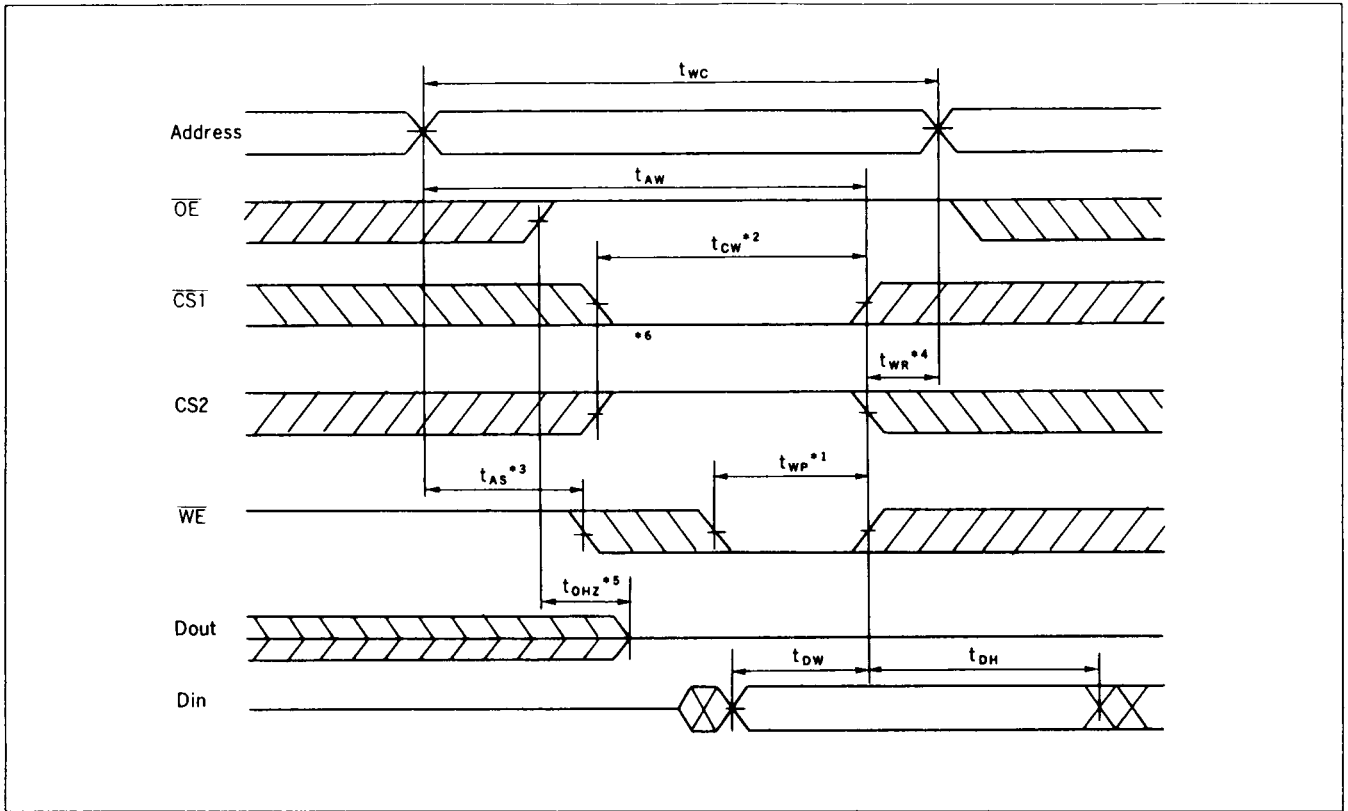 tWC
Address
tAW
OE
tCW*2
CS1
*6
tWR*4
CS2
tWP*1
tAS*3
WE
tOHZ*5
Dout
tDW
tDH
Din